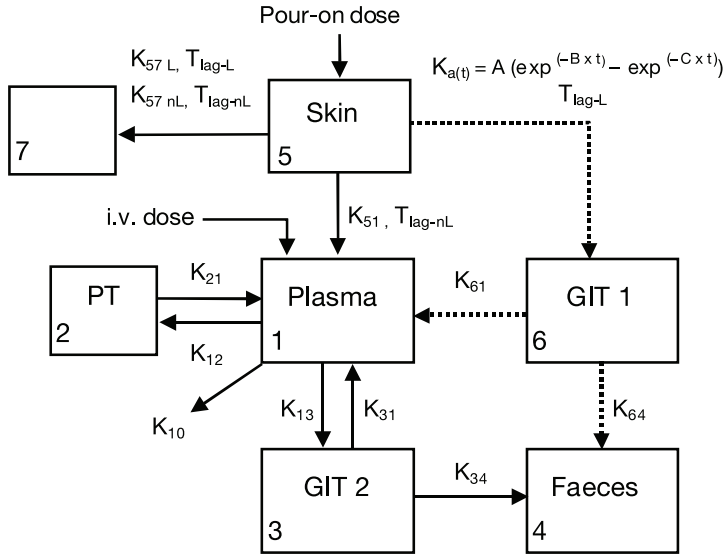 Pour-on dose
K57 L, Tlag-L
K57 nL, Tlag-nL
Ka(t) = A (exp(–B x t) – exp(–C x t))
Tlag-L
Skin
5
7
K51 , Tlag-nL
i.v. dose
K21
K61
PT
2
Plasma
1
GIT 1
6
K12
K10
K13
K31
K64
GIT 2
3
K34
Faeces
4